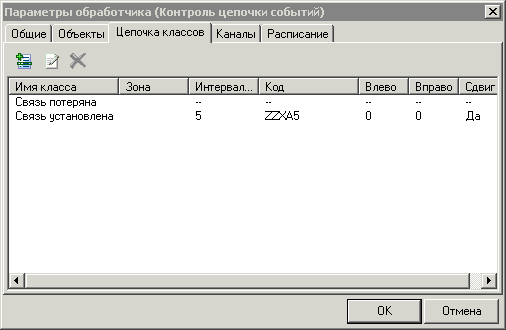 Параметры обработчика (Контроль цепочки событий)
Общие Объекты Цепочка классов Каналы Расписание
Имя класса Зона Интервал... Код Влево Вправо Сдвиг
Связь потеряна -- -- -- -- --
Связь установлена 5 ZZXA5 0 0 Да
OK Отмена